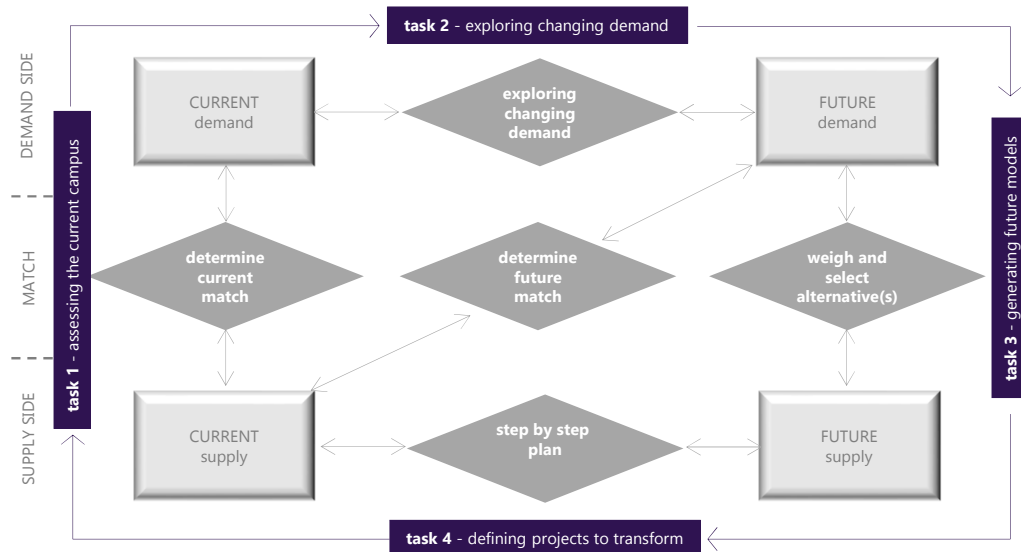 task 2 - exploring changing demand
DEMAND SIDE
CURRENT
demand
exploring
changing
demand
FUTURE
demand
task 1 - assessing the current campus
MATCH
determine
current
match
determine
future
match
weigh and
select
alternative(s)
task 3 - generating future models
SUPPLY SIDE
CURRENT
supply
step by step
plan
FUTURE
supply
task 4 - defining projects to transform